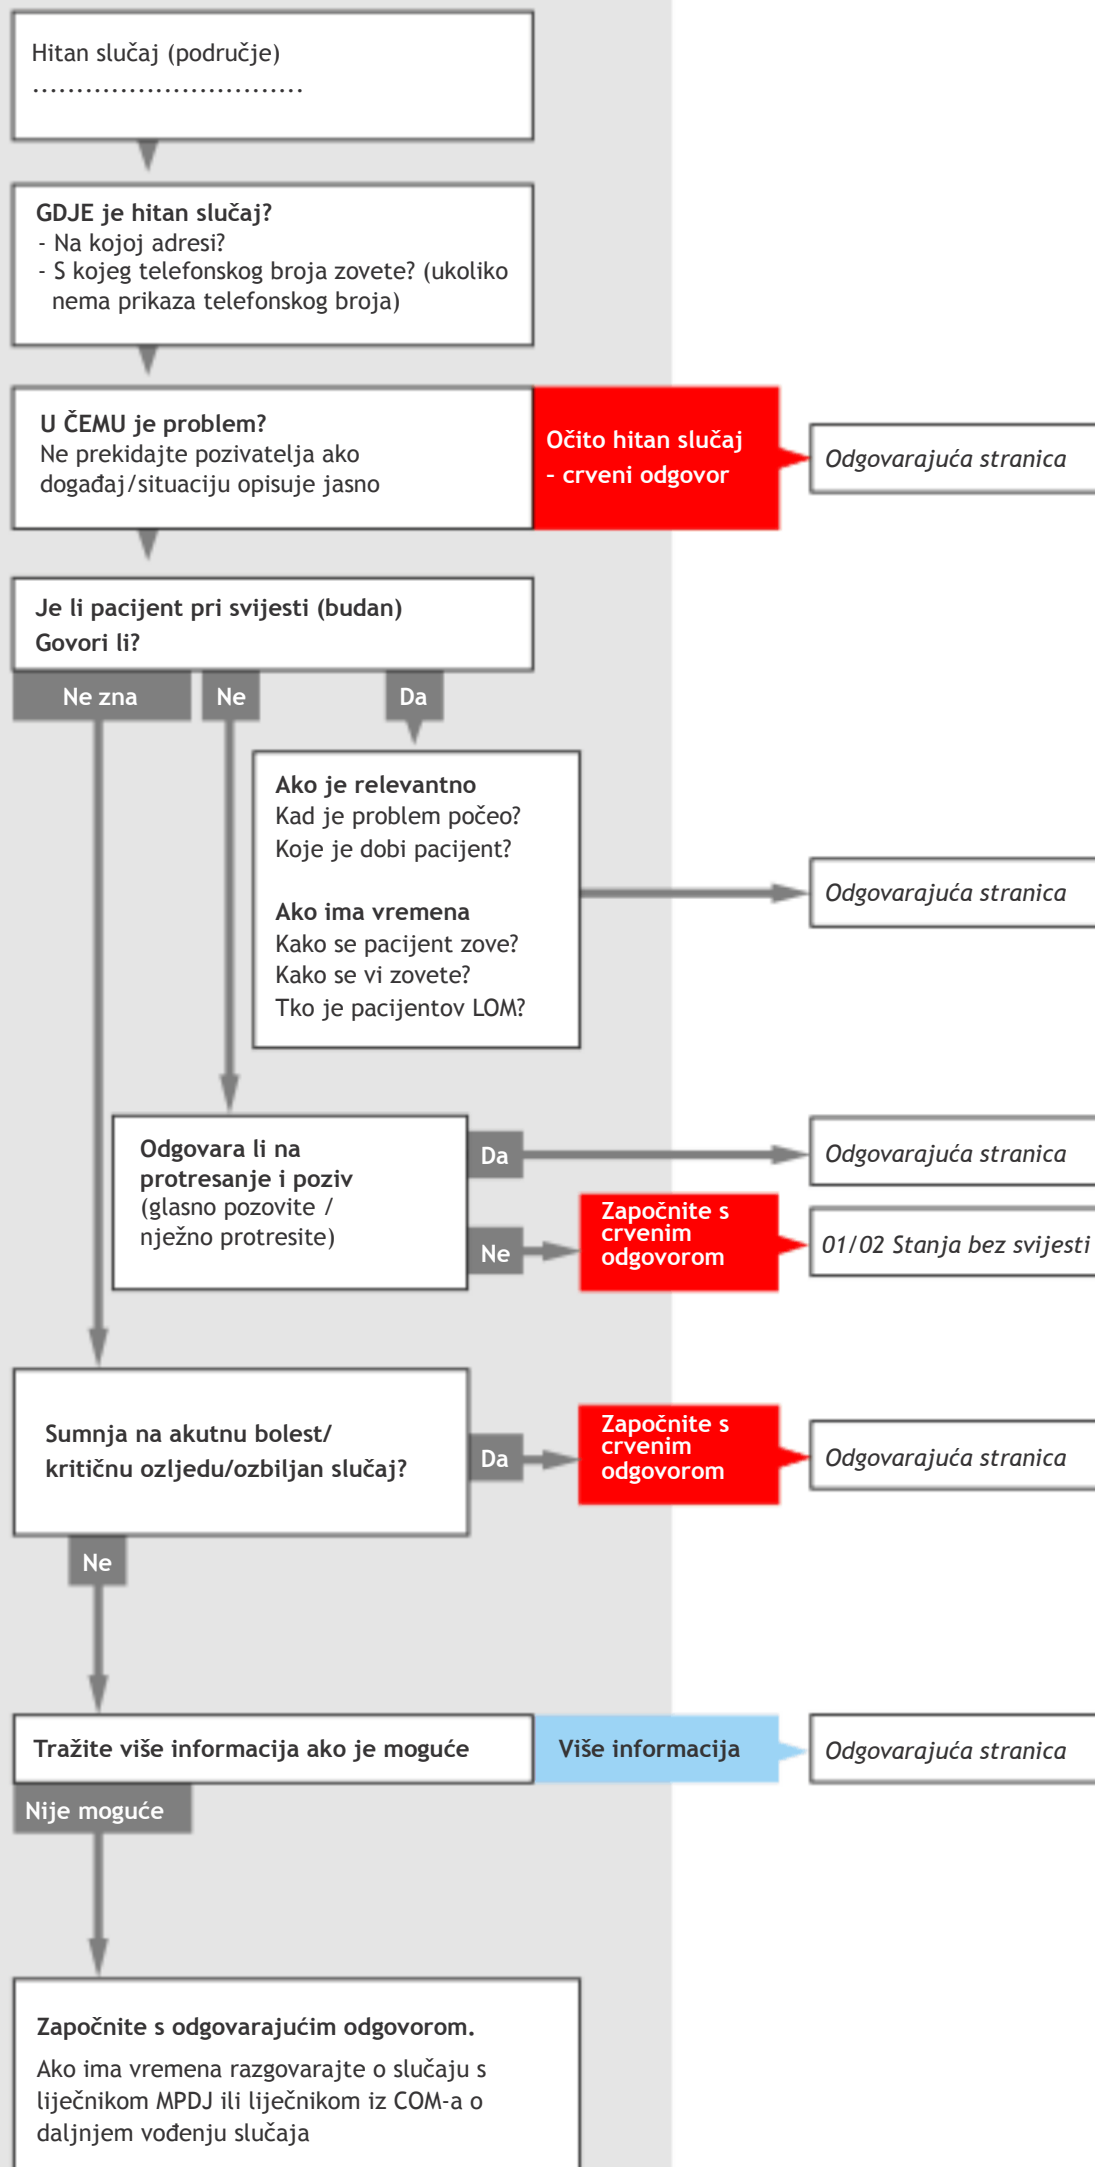 Hitan slučaj (područje)
...............................
GDJE je hitan slučaj?
- Na kojoj adresi?
- S kojeg telefonskog broja zovete? (ukoliko
nema prikaza telefonskog broja)
U ČEMU je problem?
Ne prekidajte pozivatelja ako
događaj/situaciju opisuje jasno
Očito hitan slučaj
– crveni odgovor
Odgovarajuća stranica
Je li pacijent pri svijesti (budan)
Govori li?
Ne zna
Ne
Da
Ako je relevantno
Kad je problem počeo?
Koje je dobi pacijent?
Ako ima vremena
Kako se pacijent zove?
Kako se vi zovete?
Tko je pacijentov LOM?
Odgovarajuća stranica
Odgovara li na
protresanje i poziv
(glasno pozovite /
nježno protresite)
Da
Odgovarajuća stranica
Ne
Započnite s
crvenim
odgovorom
01/02 Stanja bez svijesti
Sumnja na akutnu bolest/
kritičnu ozljedu/ozbiljan slučaj?
Da
Započnite s
crvenim
odgovorom
Odgovarajuća stranica
Ne
Tražite više informacija ako je moguće
Više informacija
Odgovarajuća stranica
Nije moguće
Započnite s odgovarajućim odgovorom.
Ako ima vremena razgovarajte o slučaju s
liječnikom MPDJ ili liječnikom iz COM-a o
daljnjem vođenju slučaja